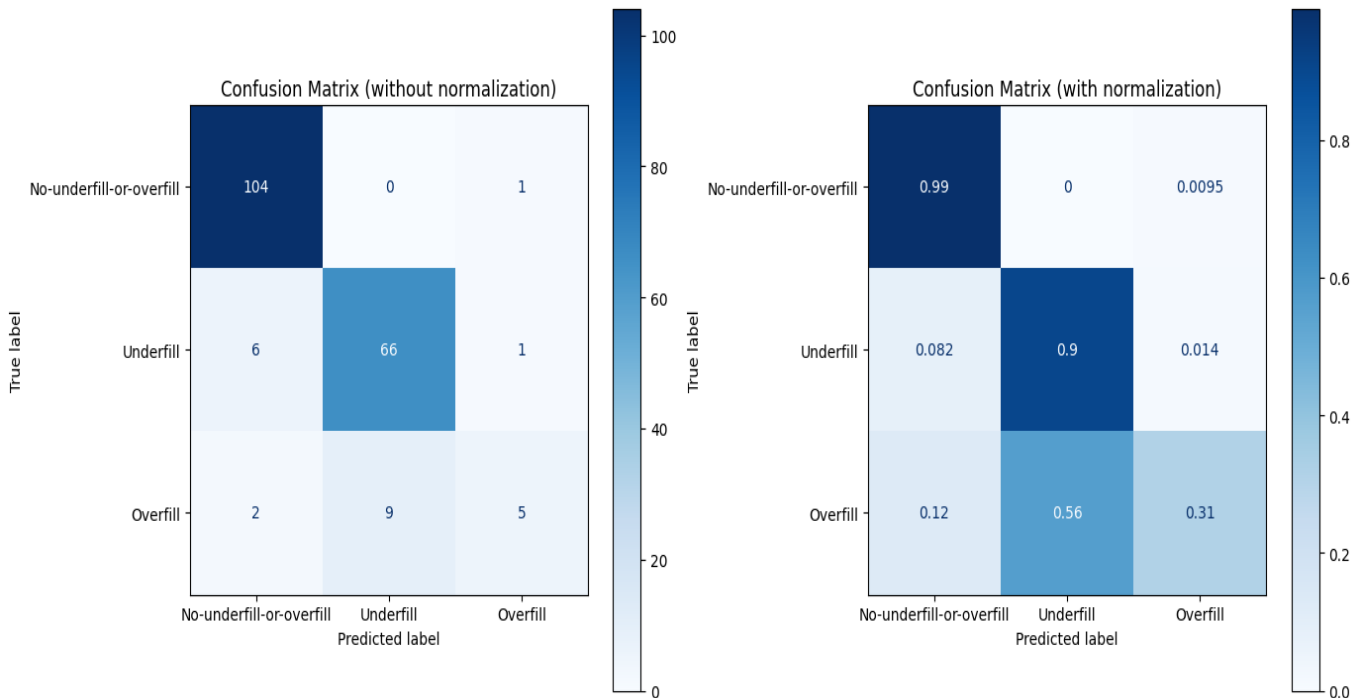 Confusion Matrix (without normalization)
True label
No-underfill-or-overfill
Underfill
Overfill
104 0 1
6 66 1
2 9 5
No-underfill-or-overfill Underfill Overfill
Predicted label
100
80
60
40
20
0
Confusion Matrix (with normalization)
True label
No-underfill-or-overfill
Underfill
Overfill
0.99 0 0.0095
0.082 0.9 0.014
0.12 0.56 0.31
No-underfill-or-overfill Underfill Overfill
Predicted label
0.8
0.6
0.4
0.2
0.0